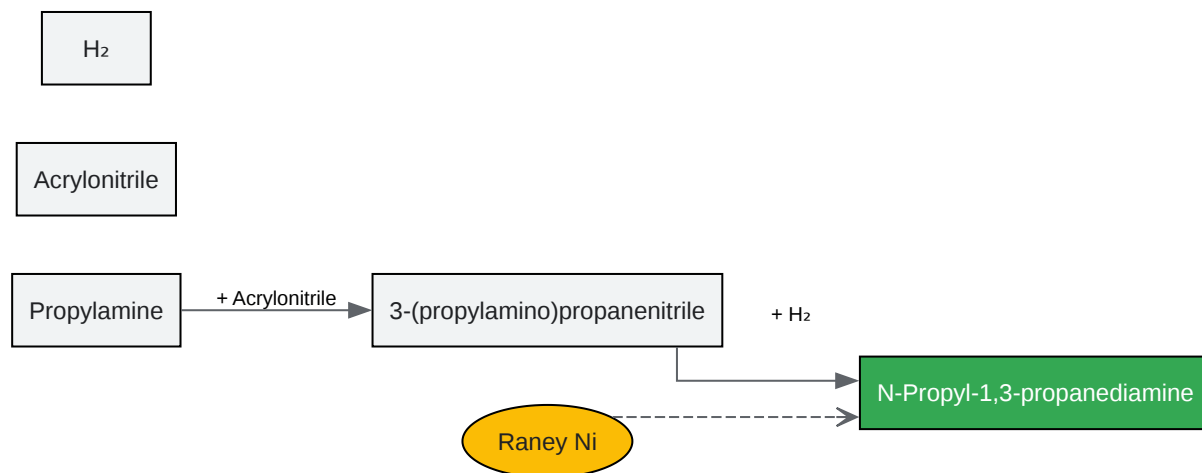 H₂
Acrylonitrile
Propylamine
+ Acrylonitrile
3-(propylamino)propanenitrile
+ H₂
N-Propyl-1,3-propanediamine
Raney Ni